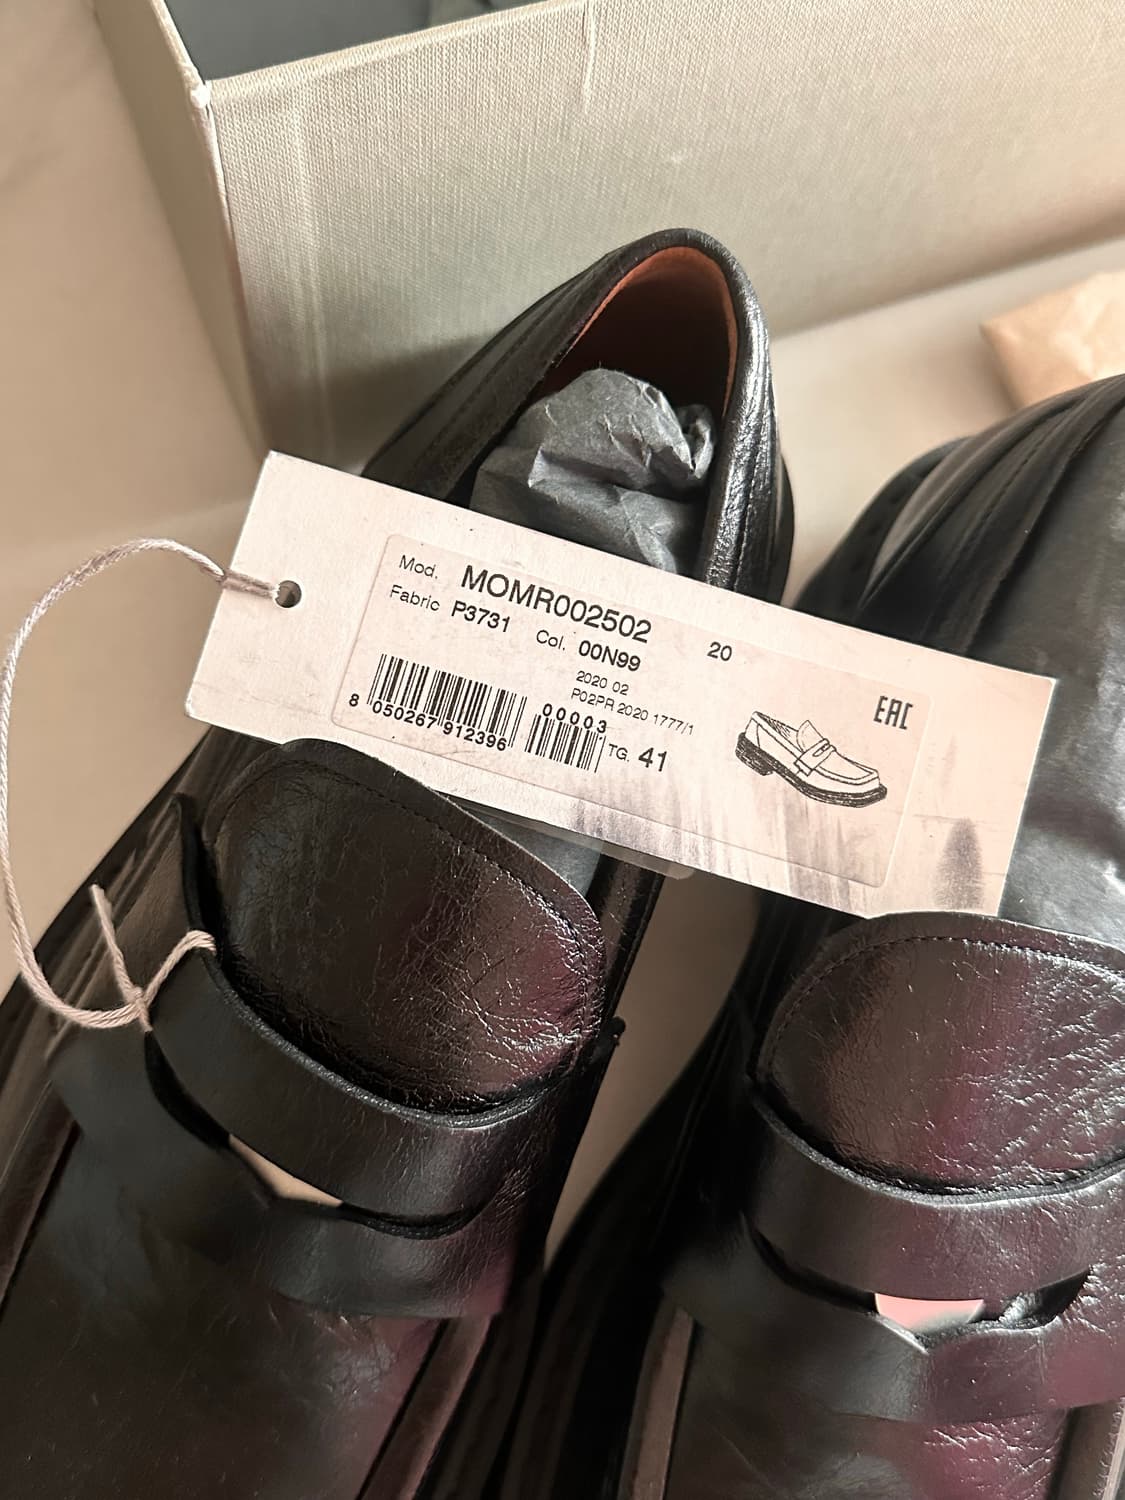 Mod. MOMR002502 20
Fabric P3731 Col. 00N99
2020 02
P02PR 2020 1777/1
00003
8 050267 912396 TG. 41
EAC